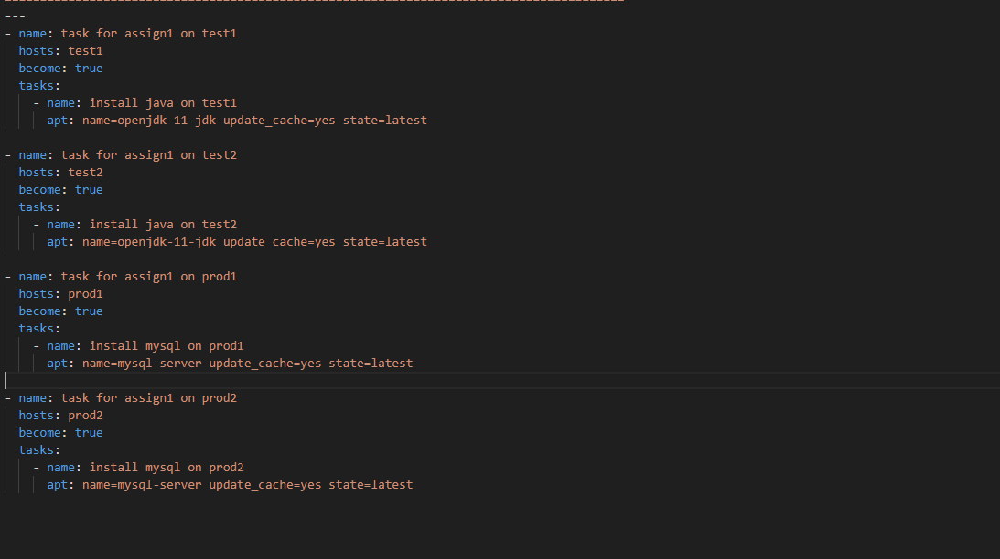 ---
- name: task for assign1 on test1
  hosts: test1
  become: true
  tasks:
    - name: install java on test1
      apt: name=openjdk-11-jdk update_cache=yes state=latest

- name: task for assign1 on test2
  hosts: test2
  become: true
  tasks:
    - name: install java on test2
      apt: name=openjdk-11-jdk update_cache=yes state=latest

- name: task for assign1 on prod1
  hosts: prod1
  become: true
  tasks:
    - name: install mysql on prod1
      apt: name=mysql-server update_cache=yes state=latest

- name: task for assign1 on prod2
  hosts: prod2
  become: true
  tasks:
    - name: install mysql on prod2
      apt: name=mysql-server update_cache=yes state=latest